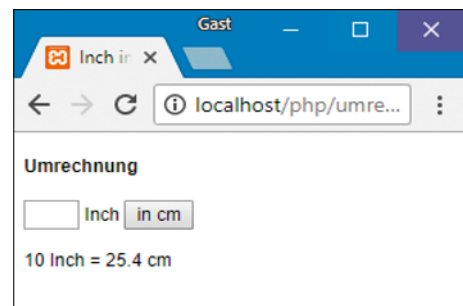 Gast
Inch in
localhost/php/umre...
Umrechnung
Inch in cm
10 Inch = 25.4 cm